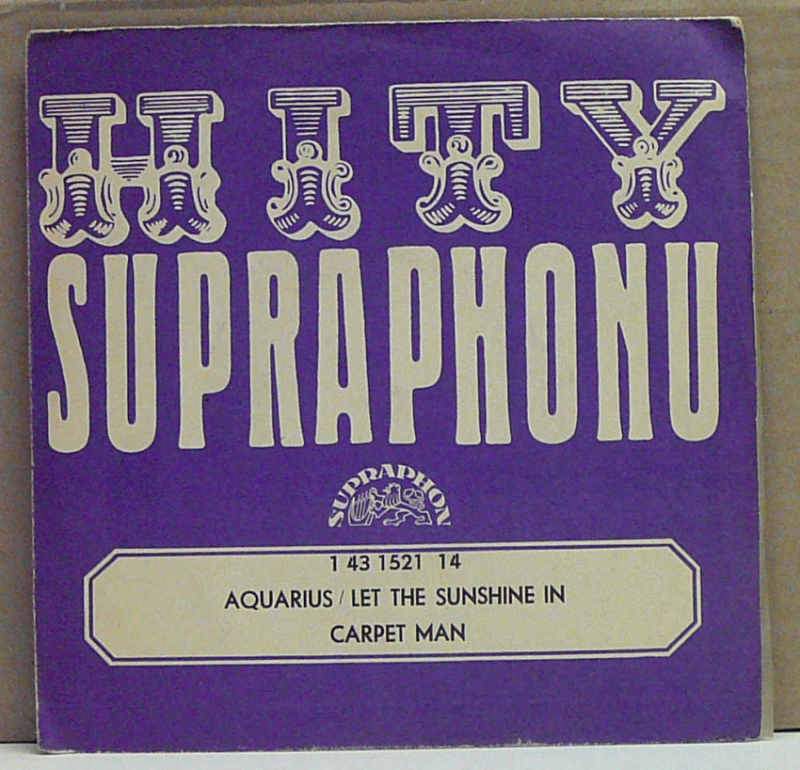 HITY
SUPRAPHONU
SUPRAPHON
1 43 1521 14
AQUARIUS / LET THE SUNSHINE IN
CARPET MAN